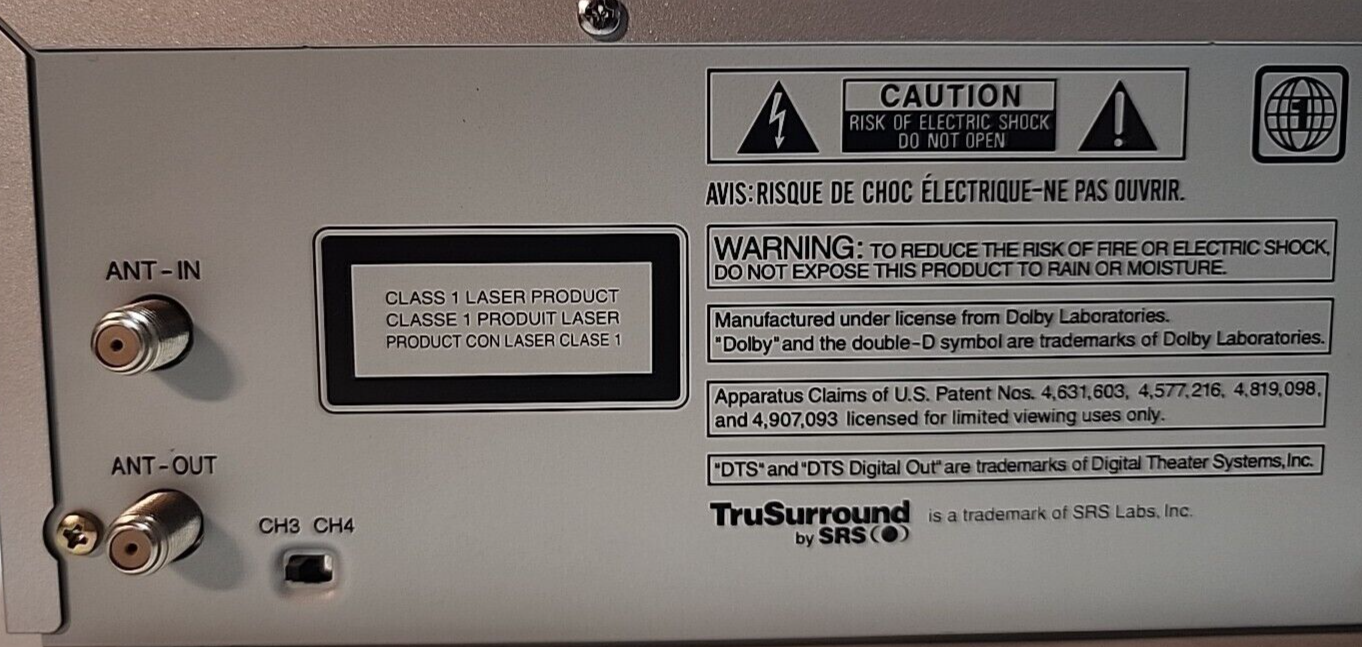 ANT-IN
ANT-OUT
CH3 CH4
CLASS 1 LASER PRODUCT
CLASSE 1 PRODUIT LASER
PRODUCT CON LASER CLASE 1
CAUTION
RISK OF ELECTRIC SHOCK
DO NOT OPEN
1
AVIS:RISQUE DE CHOC ÉLECTRIQUE-NE PAS OUVRIR.
WARNING: TO REDUCE THE RISK OF FIRE OR ELECTRIC SHOCK,
DO NOT EXPOSE THIS PRODUCT TO RAIN OR MOISTURE.
Manufactured under license from Dolby Laboratories.
"Dolby" and the double-D symbol are trademarks of Dolby Laboratories.
Apparatus Claims of U.S. Patent Nos. 4,631,603, 4,577,216, 4,819,098,
and 4,907,093 licensed for limited viewing uses only.
"DTS" and "DTS Digital Out" are trademarks of Digital Theater Systems, Inc.
TruSurround is a trademark of SRS Labs, Inc.
by SRS